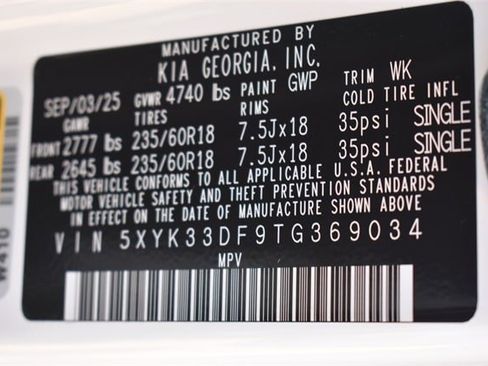 MANUFACTURED BY
KIA GEORGIA, INC.
SEP/03/25 GVWR 4740 lbs PAINT GWP TRIM WK
GAWR TIRES RIMS COLD TIRE INFL
FRONT 2777 lbs 235/60R18 7.5Jx18 35psi SINGLE
REAR 2645 lbs 235/60R18 7.5Jx18 35psi SINGLE
THIS VEHICLE CONFORMS TO ALL APPLICABLE U.S.A. FEDERAL
MOTOR VEHICLE SAFETY AND THEFT PREVENTION STANDARDS
IN EFFECT ON THE DATE OF MANUFACTURE SHOWN ABOVE.
VIN 5XYK33DF9TG369034
MPV
W410